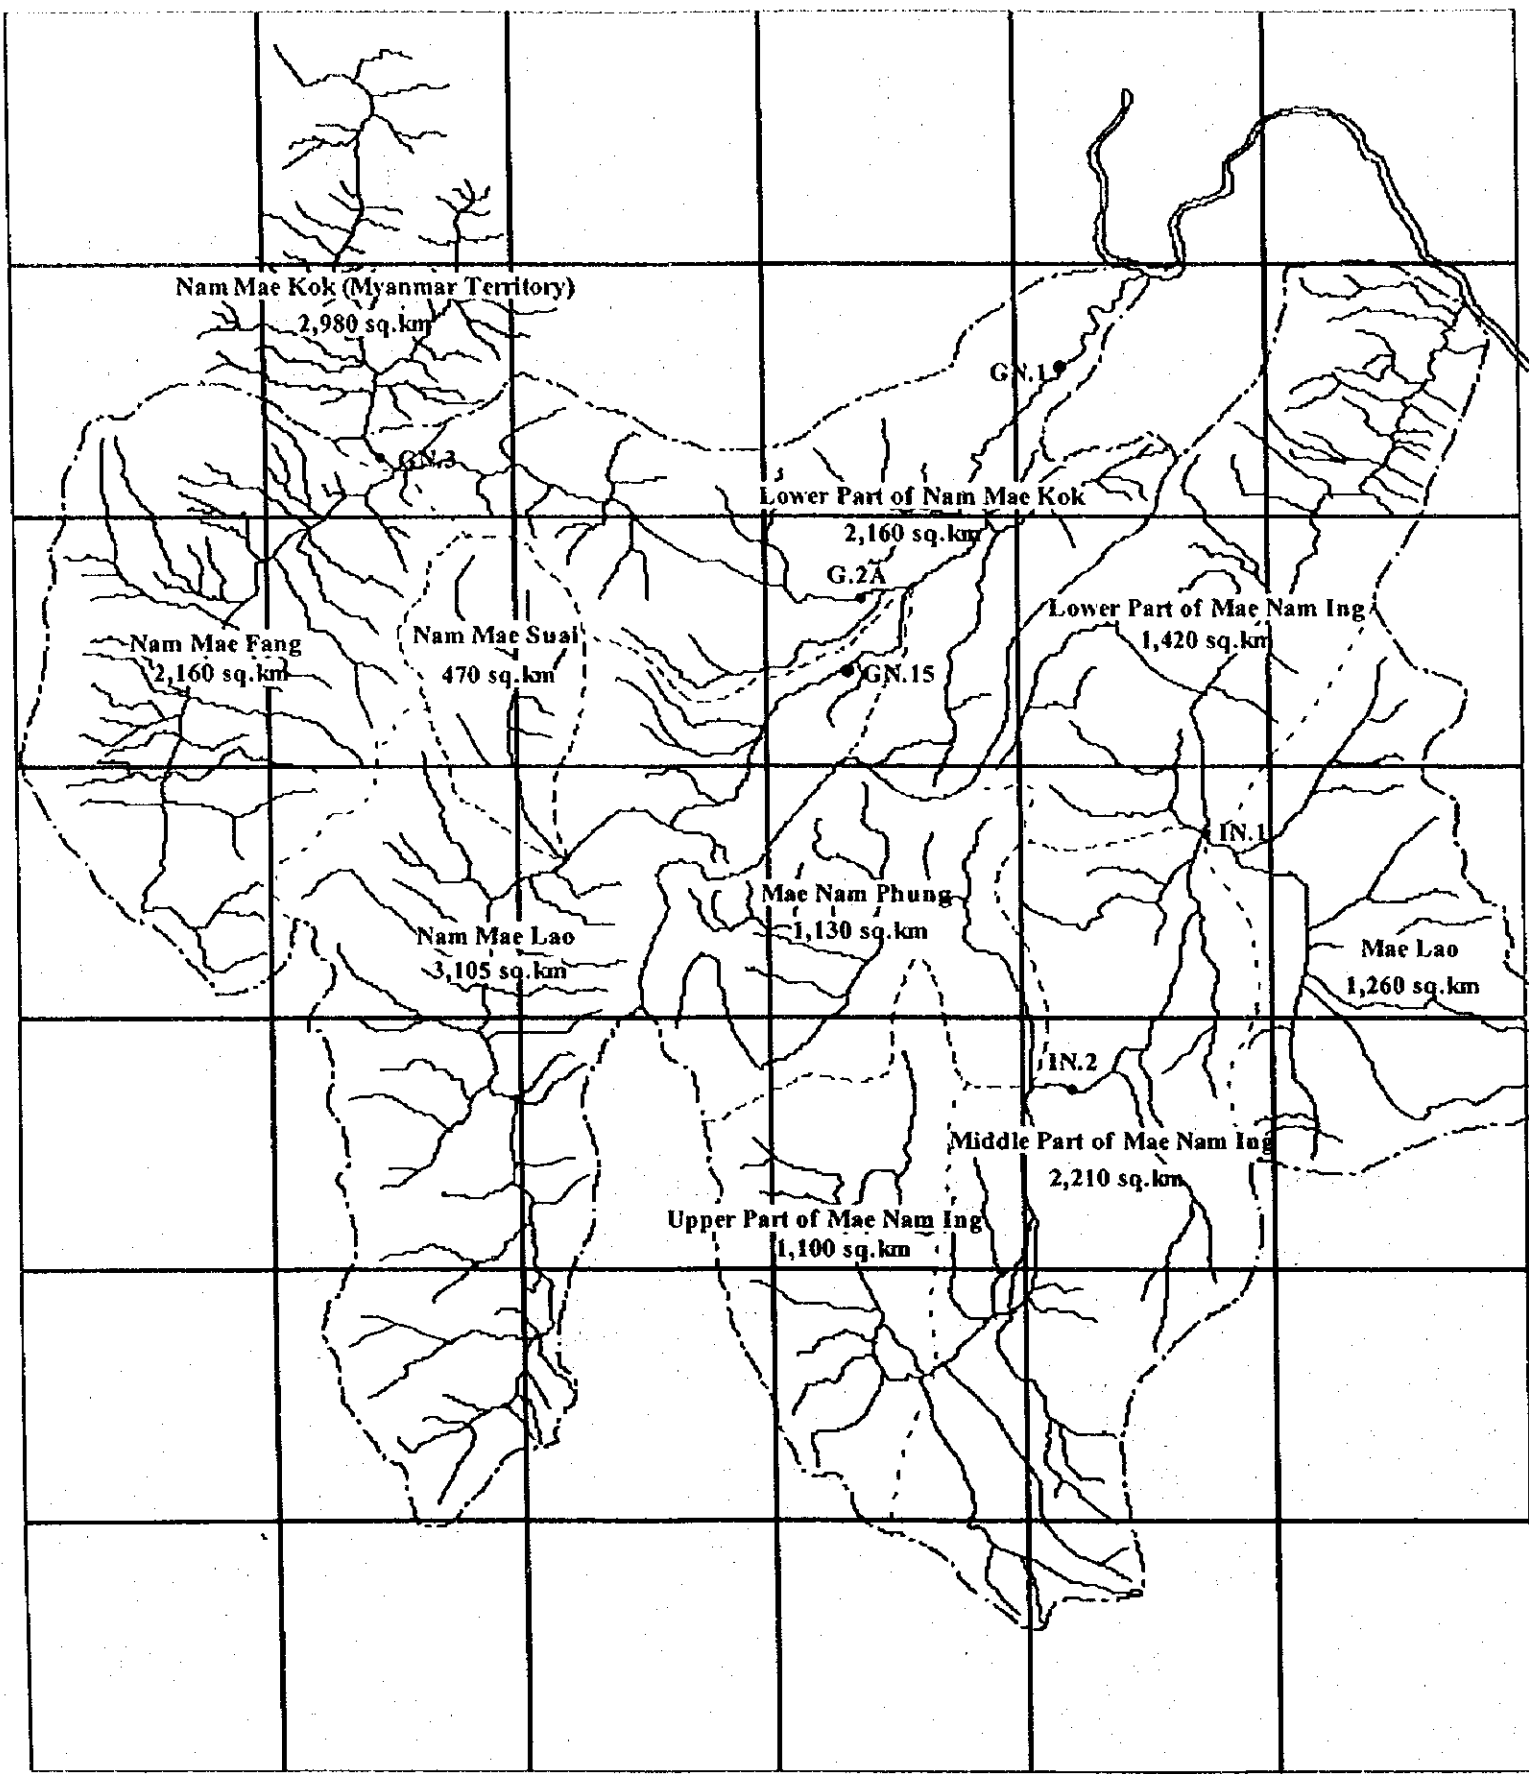 Nam Mae Kok (Myanmar Territory)
2,980 sq.km
GN.1
GN.3
Lower Part of Nam Mae Kok
2,160 sq.km
G.2A
Lower Part of Mae Nam Ing
1,420 sq.km
Nam Mae Fang
2,160 sq.km
Nam Mae Suai
470 sq.km
GN.15
IN.1
Mae Nam Phung
1,130 sq.km
Nam Mae Lao
3,105 sq.km
Mae Lao
1,260 sq.km
IN.2
Middle Part of Mae Nam Ing
2,210 sq.km
Upper Part of Mae Nam Ing
1,100 sq.km